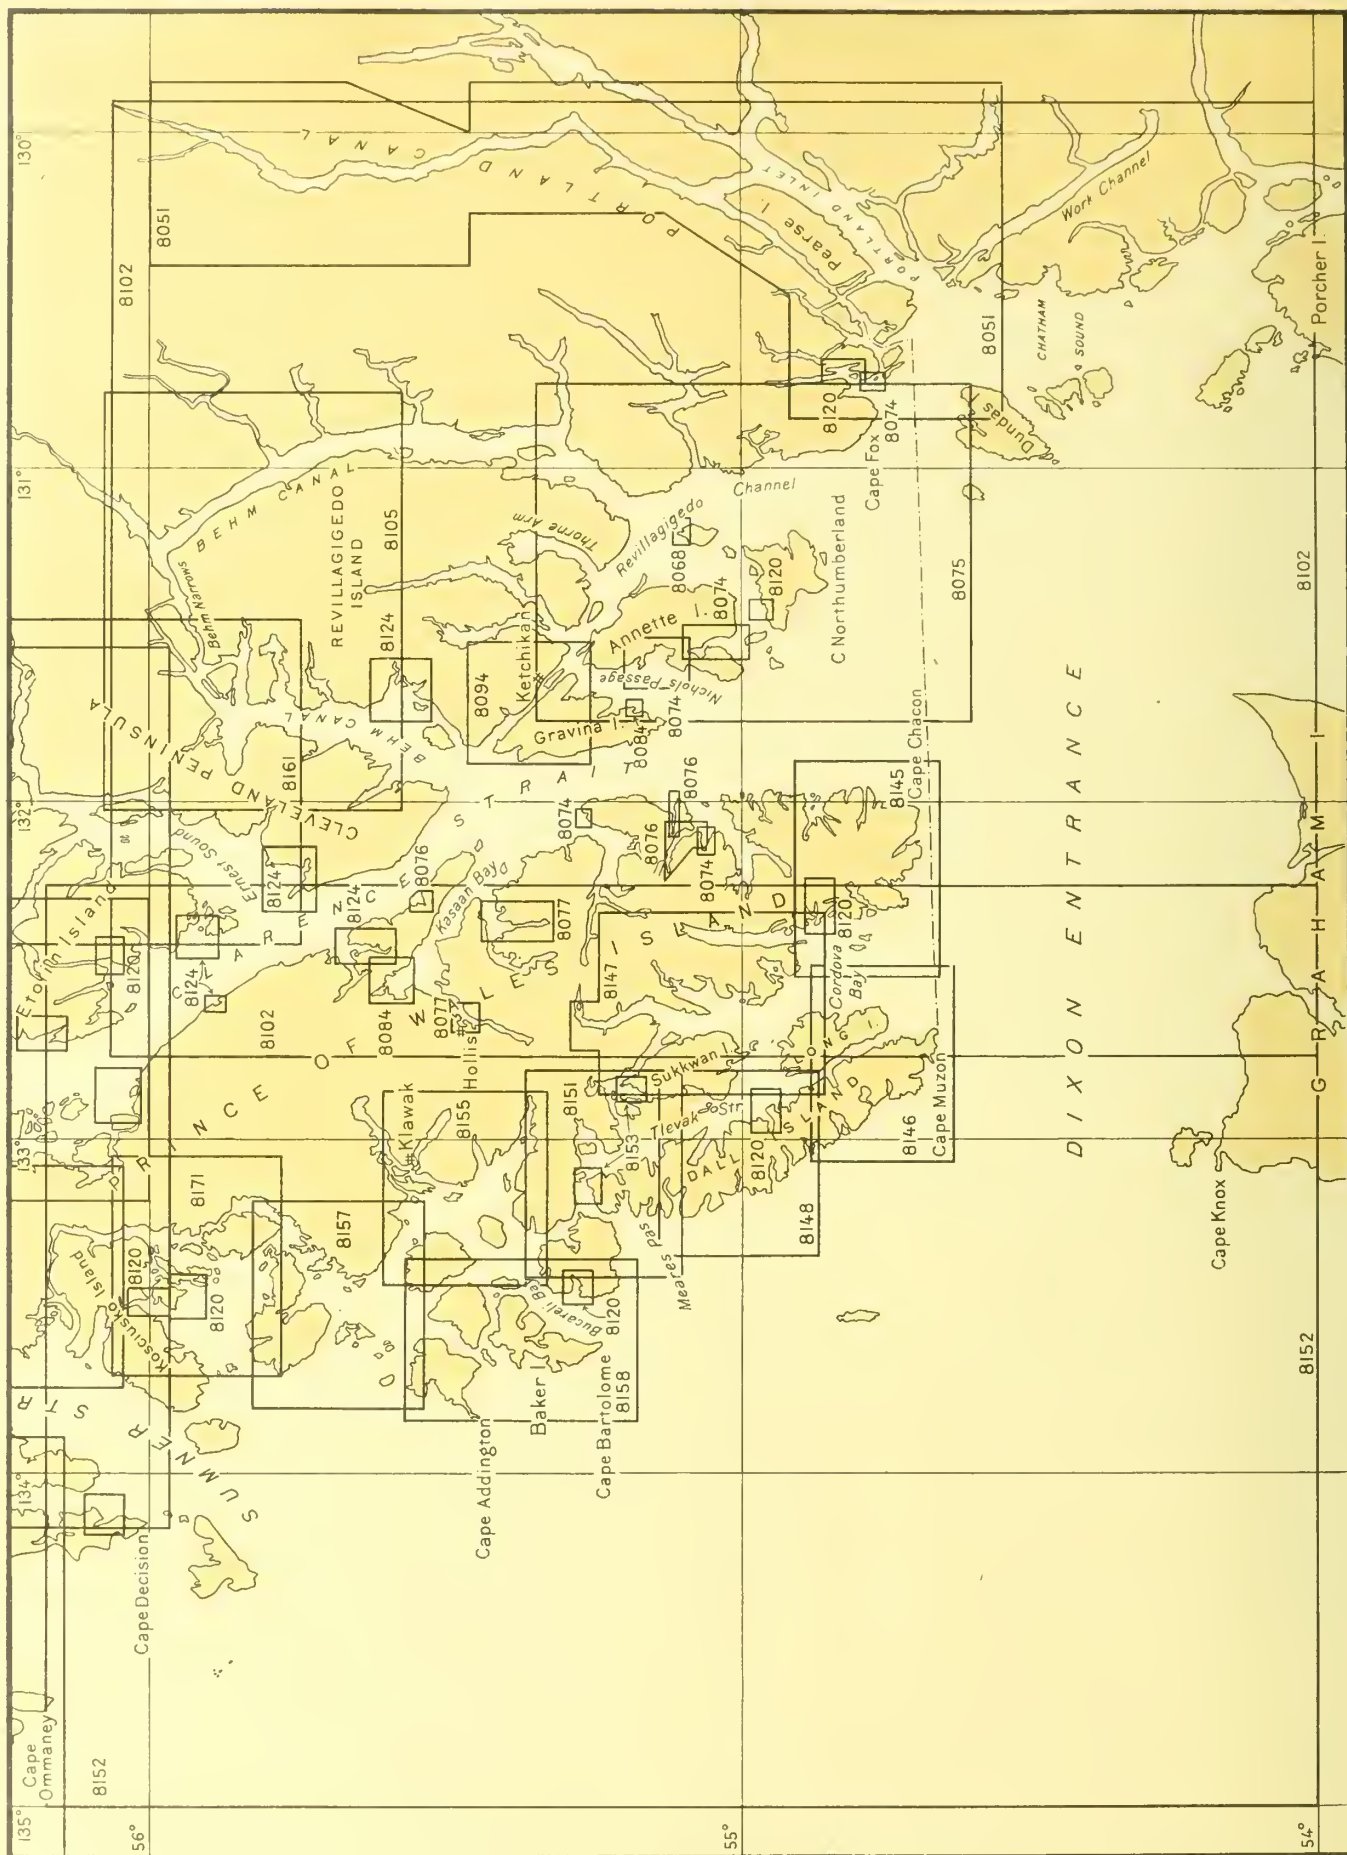 135°
134°
133°
132°
131°
130°
56°
55°
54°
Cape
Ommaney
8152
Cape Decision
SUMNER STR
Kosciusko Island
8120
8120
8171
8157
Etolin Island
8120
Ernest Sound
8124
8124
CLARENCE STRAIT
8102
8124
8161
CLEVELAND PENINSULA
8102
8051
PORTLAND CANAL
Behm Narrows
BEHM CANAL
REVILLAGIGEDO
ISLAND
8105
8124
BEHM CANAL
8094
Ketchikan
Thorne Arm
Revillagigedo
Channel
Gravina I.
Nichols Passage
Annette I.
8084
8074
8074
8068
8120
C Northumberland
Cape Fox
8074
8120
8075
Pearse I.
PORTLAND INLET
Work Channel
8051
CHATHAM
SOUND
Dundas I.
Porcher I.
PRINCE OF WALES ISLAND
8084
8076
Kasaan Bay
8077
8077
Hollis
Klawak
8155
8151
8147
8153
Sukkwan I.
Tlevak
8074
8076
8076
8074
8145
Cape Chacon
8120
Cordova
Bay
LONG I.
DALL ISLAND
8120
8146
Cape Muzon
8148
Meares Pas
Cape Addington
Baker I.
Bucareli Bay
8120
Cape Bartolome
8158
DIXON ENTRANCE
Cape Knox
GRAHAM I
8102
8152